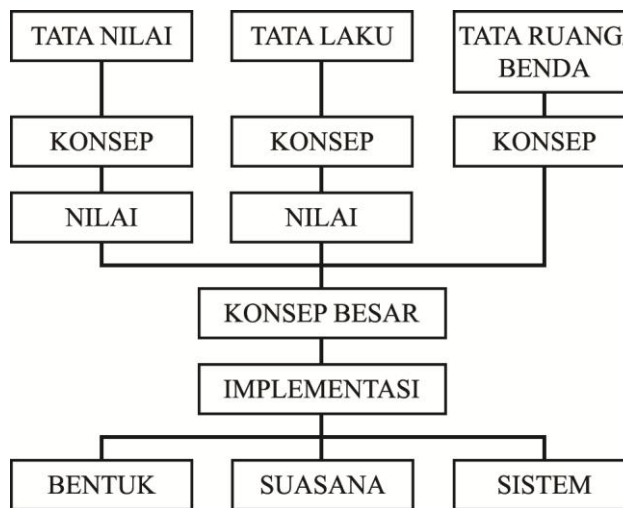 TATA NILAI
TATA LAKU
TATA RUANG
BENDA
KONSEP
KONSEP
KONSEP
NILAI
NILAI
KONSEP BESAR
IMPLEMENTASI
BENTUK
SUASANA
SISTEM